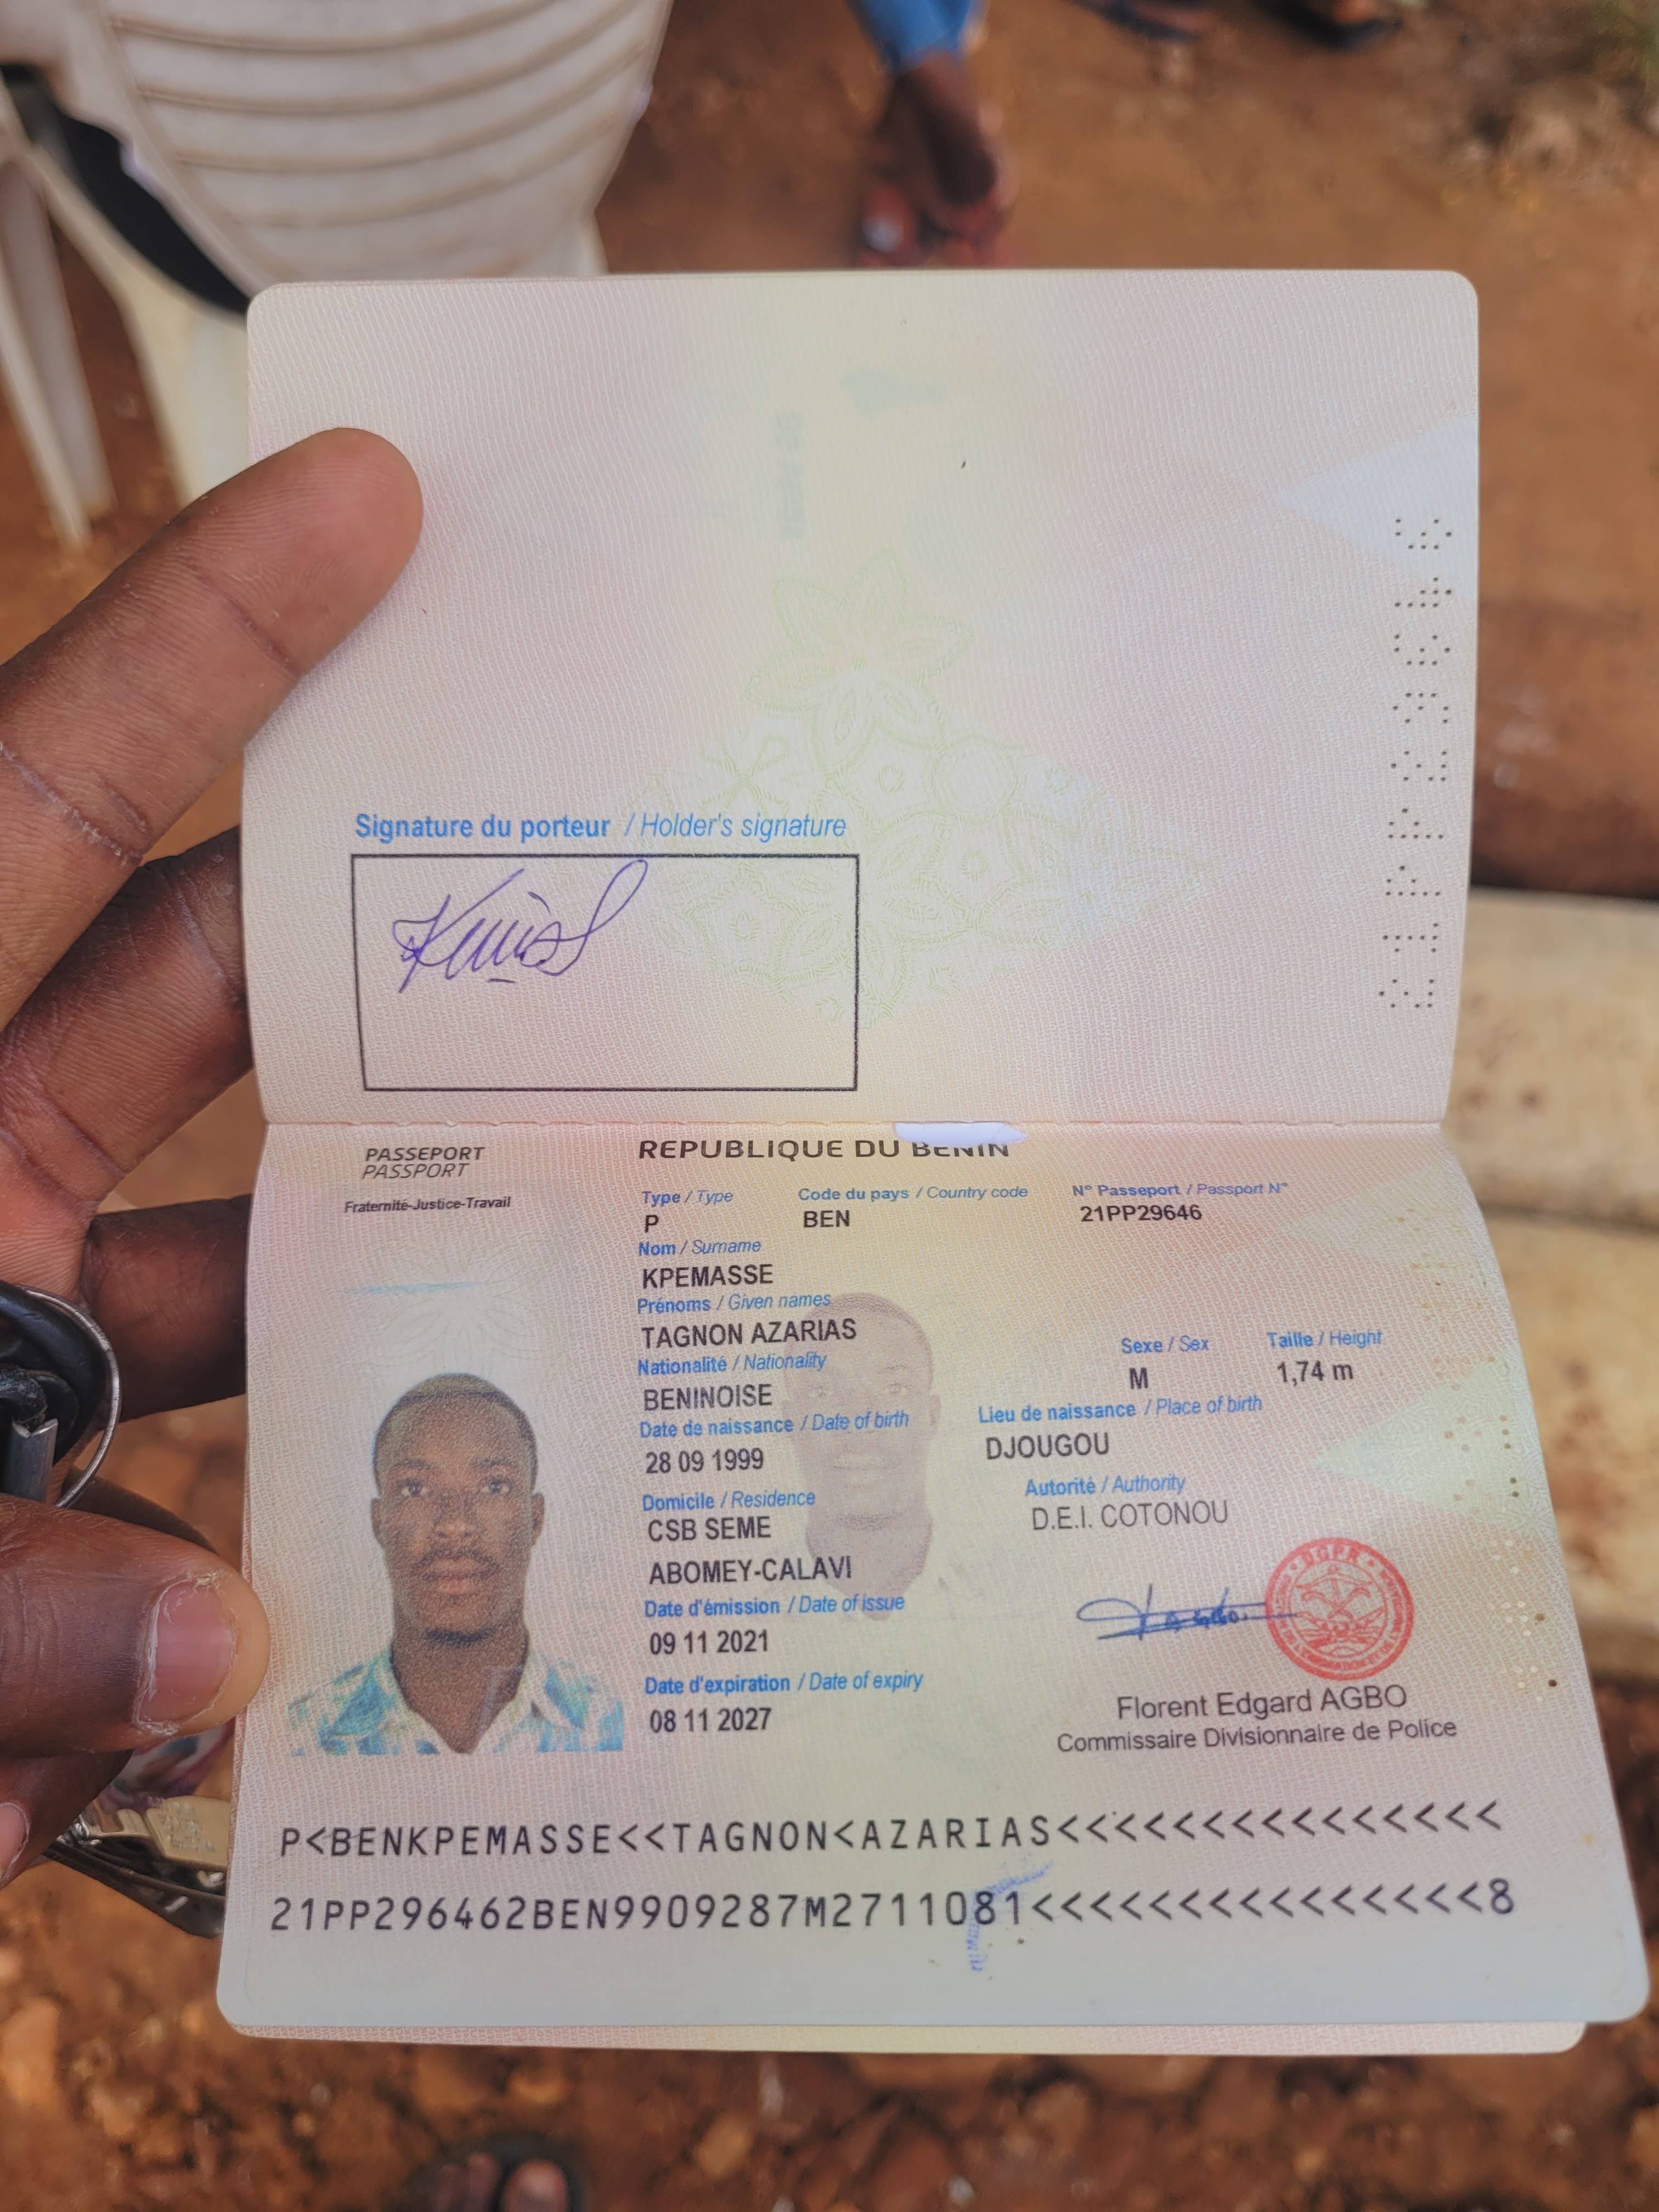 Signature du porteur / Holder's signature
21PP29646
PASSEPORT
PASSPORT
Fraternité-Justice-Travail
REPUBLIQUE DU BENIN
Type / Type
Code du pays / Country code
N° Passeport / Passport N°
P
BEN
21PP29646
Nom / Surname
KPEMASSE
Prénoms / Given names
TAGNON AZARIAS
Nationalité / Nationality
BENINOISE
Sexe / Sex
M
Taille / Height
1,74 m
Date de naissance / Date of birth
28 09 1999
Lieu de naissance / Place of birth
DJOUGOU
Domicile / Residence
CSB SEME
ABOMEY-CALAVI
Autorité / Authority
D.E.I. COTONOU
Date d'émission / Date of issue
09 11 2021
Date d'expiration / Date of expiry
08 11 2027
Florent Edgard AGBO
Commissaire Divisionnaire de Police
P<BENKPEMASSE<<TAGNON<AZARIAS<<<<<<<<<<<<<<<
21PP296462BEN9909287M2711081<<<<<<<<<<<<<<<8